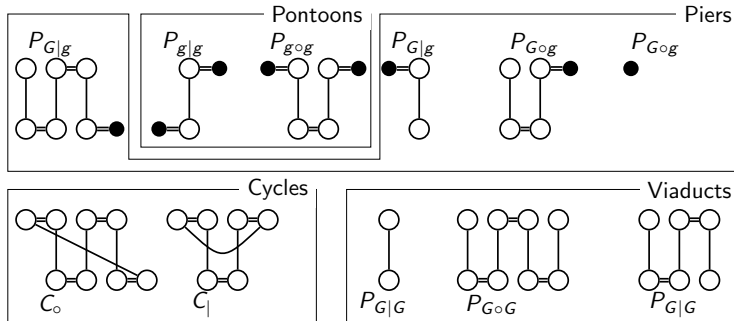 Pontoons Piers
P_{G|g} P_{g|g} P_{g∘g} P_{G|g} P_{G∘g} P_{G∘g}
Cycles Viaducts
C_∘ C_| P_{G|G} P_{G∘G} P_{G|G}